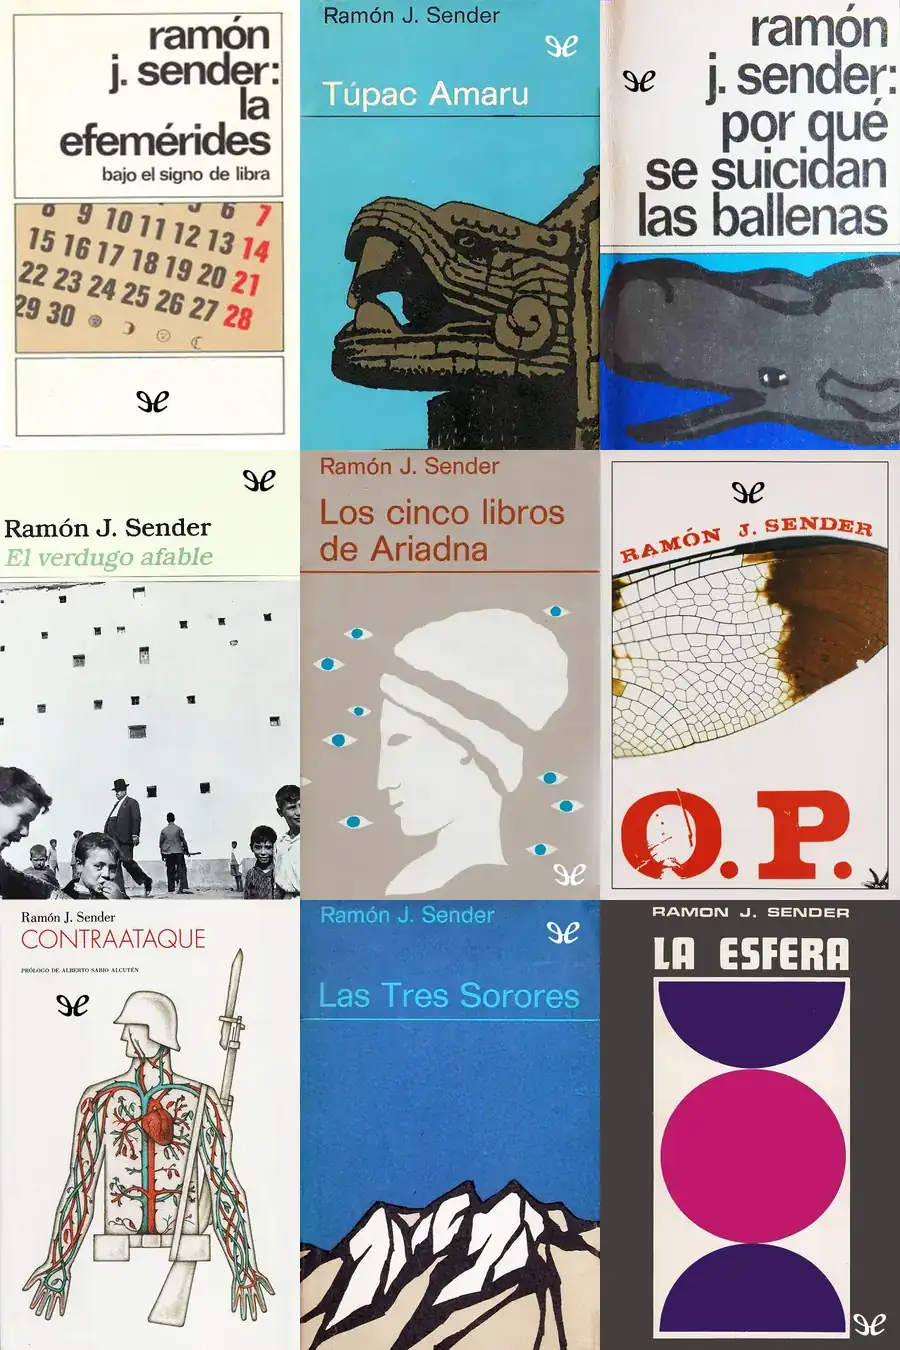 ramón
j. sender:
la
efemérides
bajo el signo de libra
8 9 10 11 12 13 14
15 16 17 18 19 20 21
22 23 24 25 26 27 28
29 30
Ramón J. Sender
Túpac Amaru
ramón
j. sender:
por qué
se suicidan
las ballenas
Ramón J. Sender
El verdugo afable
Ramón J. Sender
Los cinco libros
de Ariadna
RAMÓN J. SENDER
O.P.
Ramón J. Sender
CONTRAATAQUE
PRÓLOGO DE ALBERTO SABIO ALCUTÉN
Ramón J. Sender
Las Tres Sorores
RAMON J. SENDER
LA ESFERA